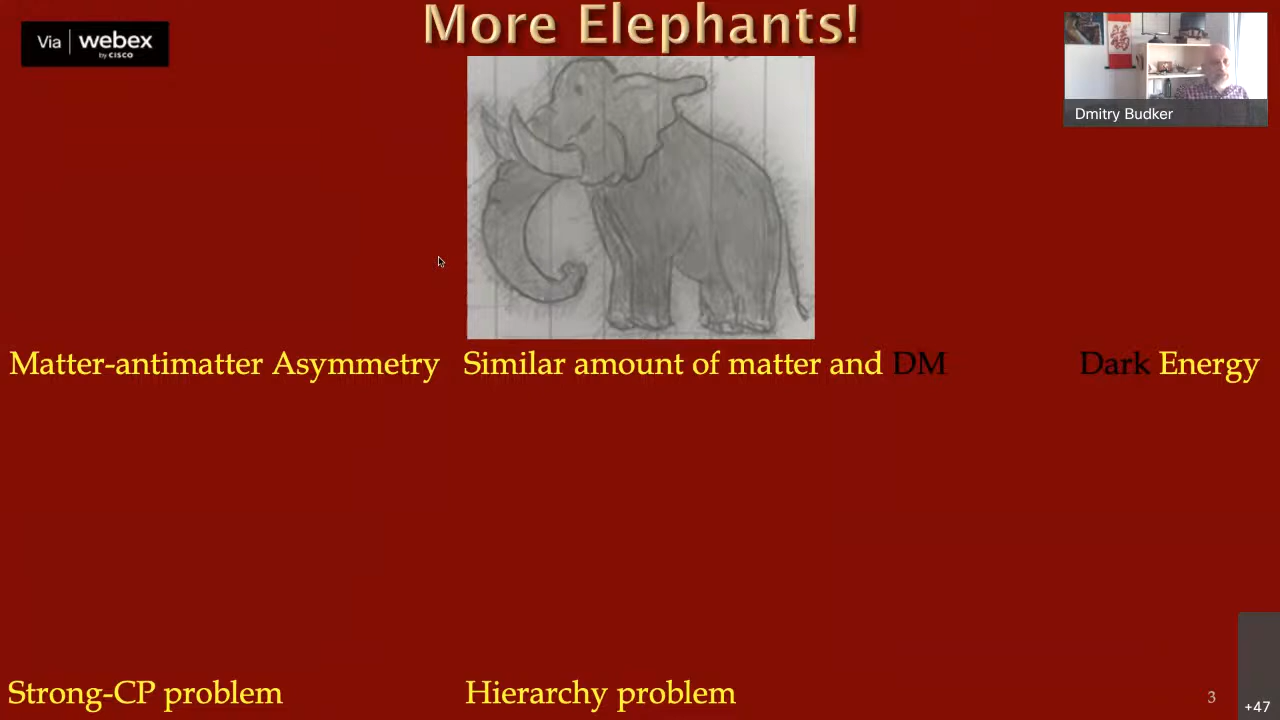 More Elephants!
Via webex
by CISCO
Dmitry Budker
Matter-antimatter Asymmetry
Similar amount of matter and DM
Dark Energy
Strong-CP problem
Hierarchy problem
3
+47